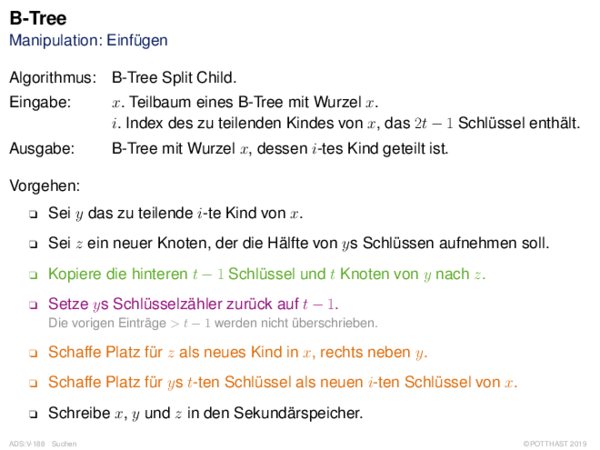 B-Tree
Manipulation: Einfügen
Algorithmus: B-Tree Split Child.
Eingabe: x. Teilbaum eines B-Tree mit Wurzel x.
i. Index des zu teilenden Kindes von x, das 2t − 1 Schlüssel enthält.
Ausgabe: B-Tree mit Wurzel x, dessen i-tes Kind geteilt ist.
Vorgehen:
❑ Sei y das zu teilende i-te Kind von x.
❑ Sei z ein neuer Knoten, der die Hälfte von ys Schlüssen aufnehmen soll.
❑ Kopiere die hinteren t − 1 Schlüssel und t Knoten von y nach z.
❑ Setze ys Schlüsselzähler zurück auf t − 1.
Die vorigen Einträge > t − 1 werden nicht überschrieben.
❑ Schaffe Platz für z als neues Kind in x, rechts neben y.
❑ Schaffe Platz für ys t-ten Schlüssel als neuen i-ten Schlüssel von x.
❑ Schreibe x, y und z in den Sekundärspeicher.
ADS:V-188 Suchen ©POTTHAST 2019